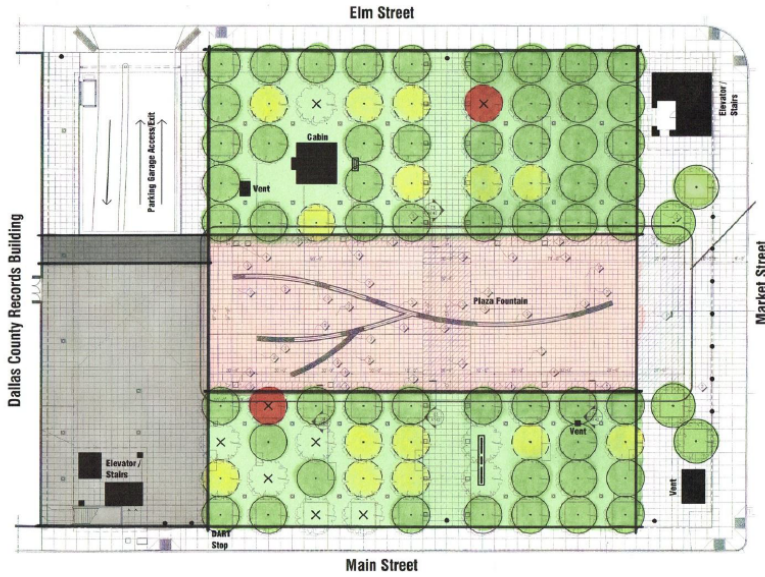 Elm Street
Parking Garage Access/Exit
Cabin
Elevator/
Stairs
Vent
Dallas County Records Building
Plaza Fountain
Market Street
Elevator/
Stairs
Vent
Vent
DART
Stop
Main Street